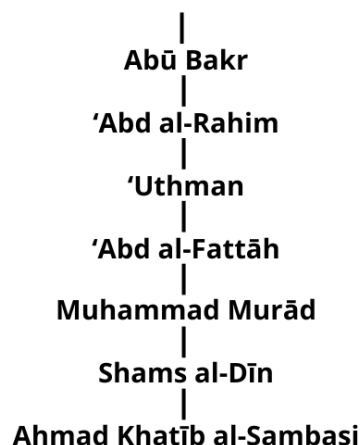 Abū Bakr
‘Abd al-Rahim
‘Uthman
‘Abd al-Fattāh
Muhammad Murād
Shams al-Dīn
Ahmad Khatīb al-Sambasi